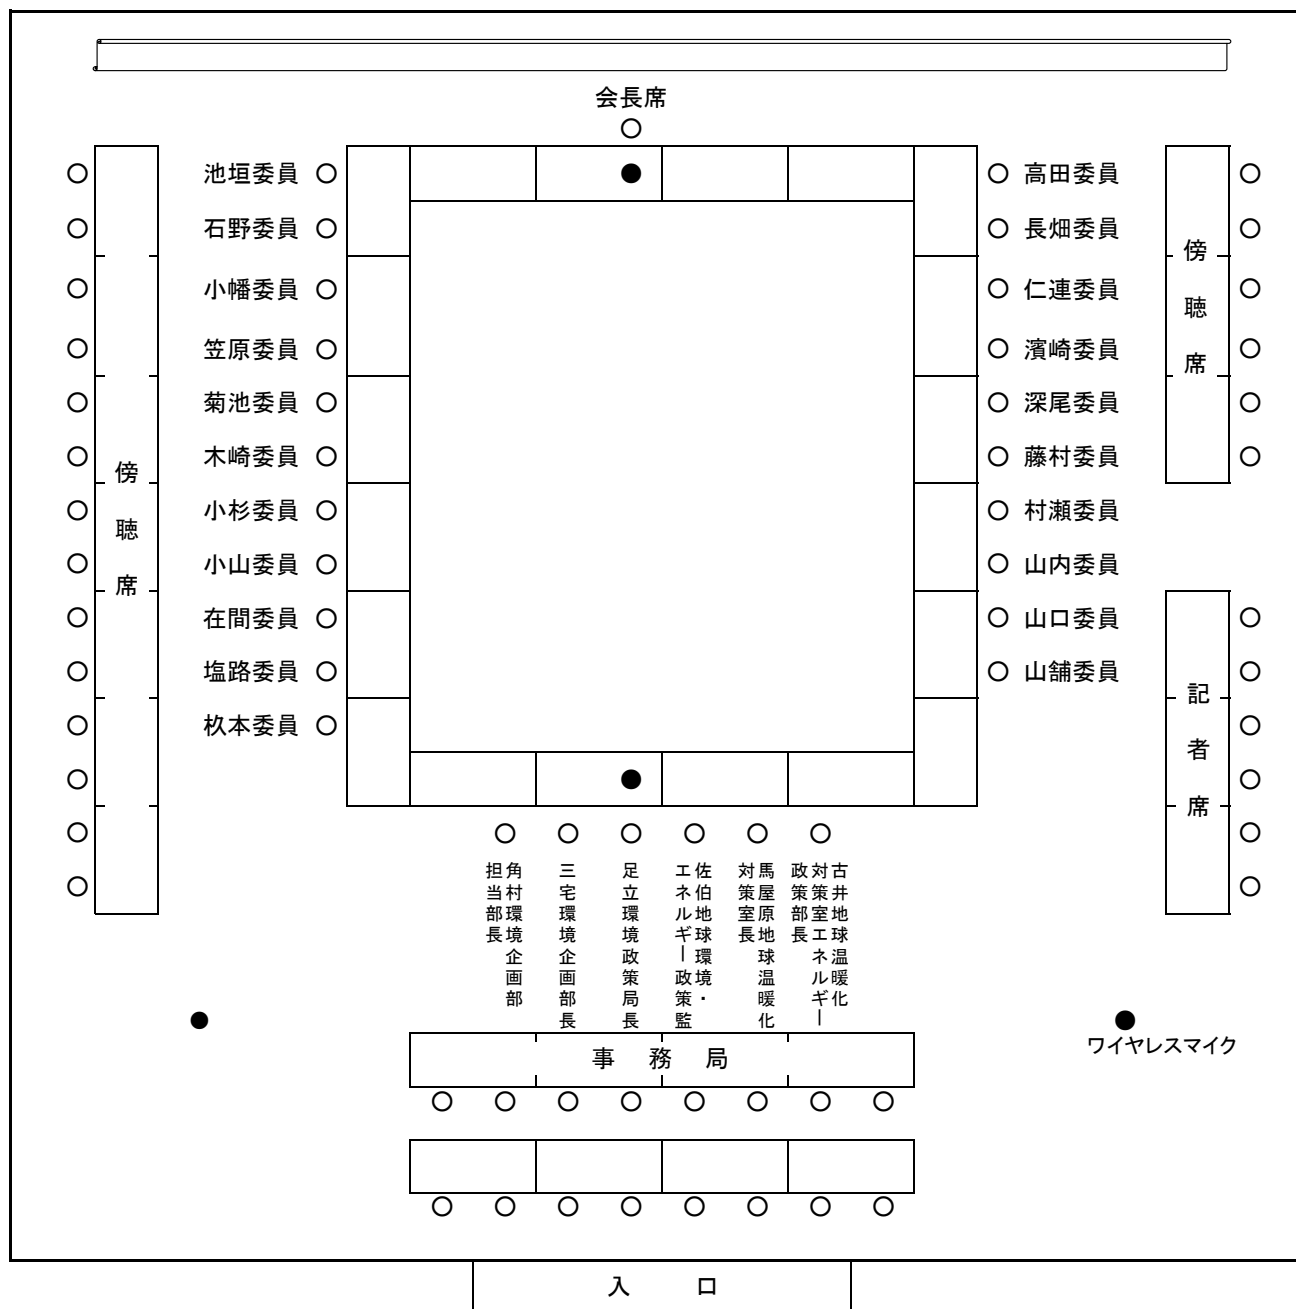 会長席
池垣委員
石野委員
小幡委員
笠原委員
菊池委員
木崎委員
小杉委員
小山委員
在間委員
塩路委員
杦本委員
高田委員
長畑委員
仁連委員
濱崎委員
深尾委員
藤村委員
村瀬委員
山内委員
山口委員
山舗委員
傍聴席
傍聴席
記者席
角村環境企画部
担当部長
三宅環境企画部長
足立環境政策局長
佐伯地球環境・
エネルギー政策監
馬屋原地球温暖化
対策室長
古井地球温暖化
対策室エネルギー
政策部長
ワイヤレスマイク
事務局
入口